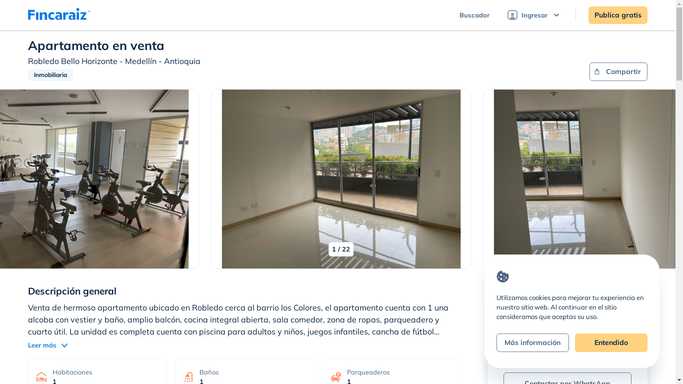 Fincaraiz
Buscador
Ingresar
Publica gratis
Apartamento en venta
Robledo Bello Horizonte - Medellín - Antioquia
Inmobiliaria
Compartir
1 / 22
Descripción general
Venta de hermoso apartamento ubicado en Robledo cerca al barrio los Colores, el apartamento cuenta con 1 una
alcoba con vestier y baño, amplio balcón, cocina integral abierta, sala comedor, zona de ropas, parqueadero y
cuarto útil. La unidad es completa cuenta con piscina para adultos y niños, juegos infantiles, cancha de fútbol...
Leer más
Habitaciones
1
Baños
1
Parqueaderos
1
Utilizamos cookies para mejorar tu experiencia en
nuestro sitio web. Al continuar en el sitio
consideramos que aceptas su uso.
Más información
Entendido
Contactar por WhatsApp